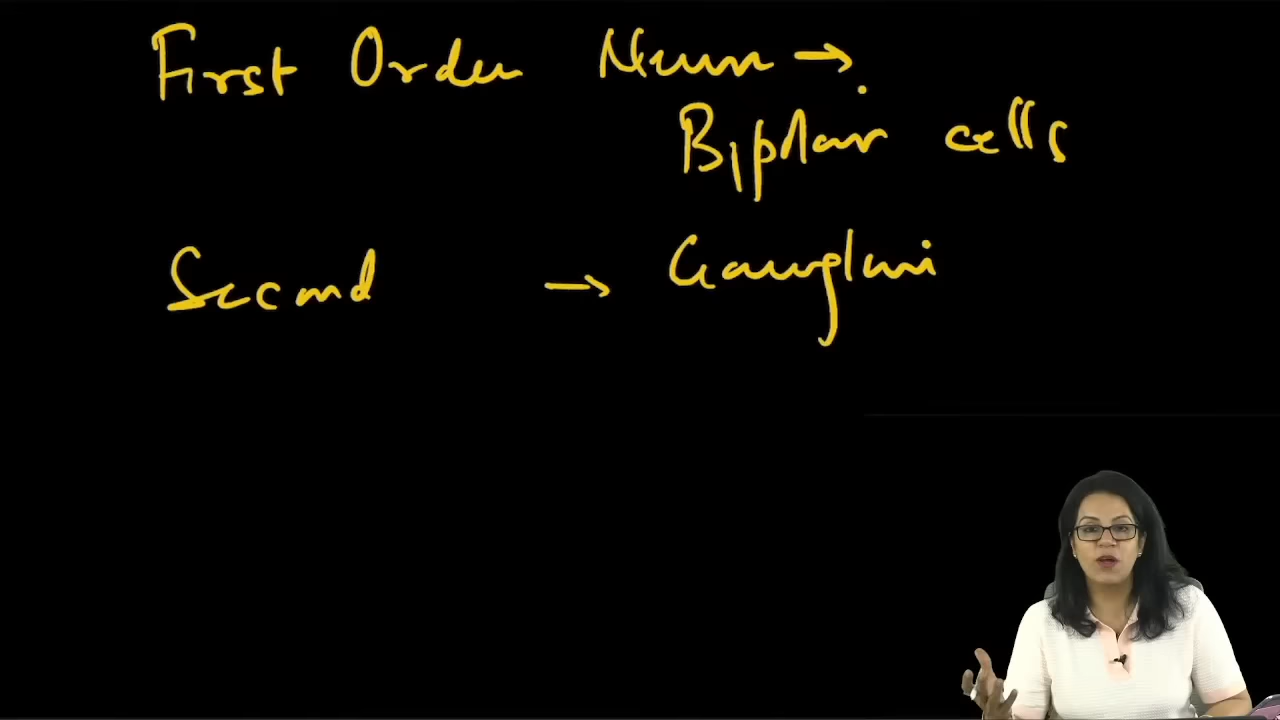 First Order Neuron →
Bipolar cells
Second → Ganglion